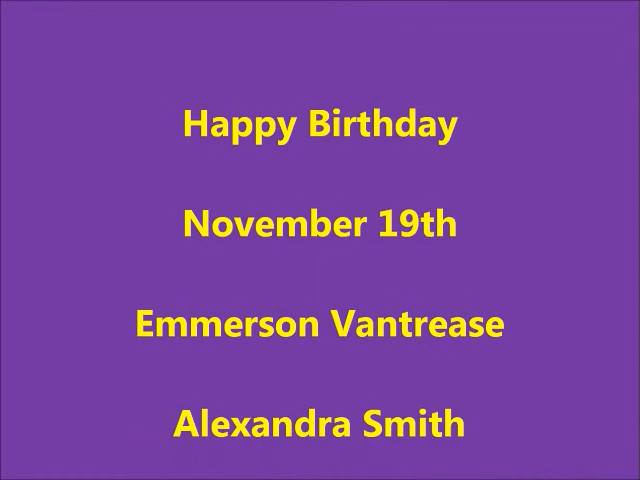 Happy Birthday
November 19th
Emmerson Vantrease
Alexandra Smith